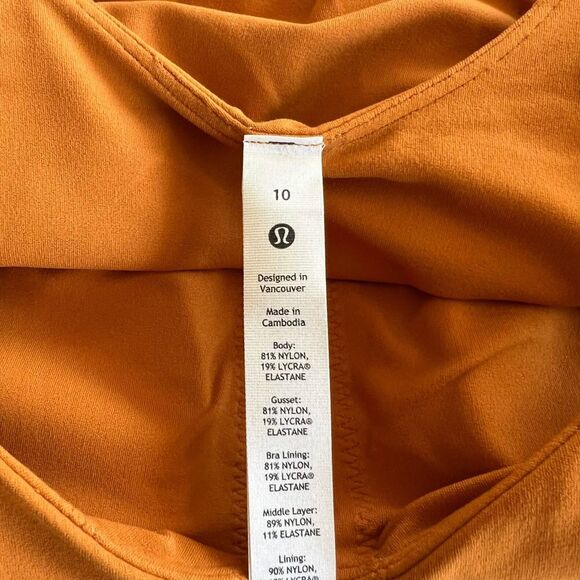 10
Designed in
Vancouver
Made in
Cambodia
Body:
81% NYLON,
19% LYCRA®
ELASTANE
Gusset:
81% NYLON,
19% LYCRA®
ELASTANE
Bra Lining:
81% NYLON,
19% LYCRA®
ELASTANE
Middle Layer:
89% NYLON,
11% ELASTANE
Lining:
90% NYLON,
LYCRA®